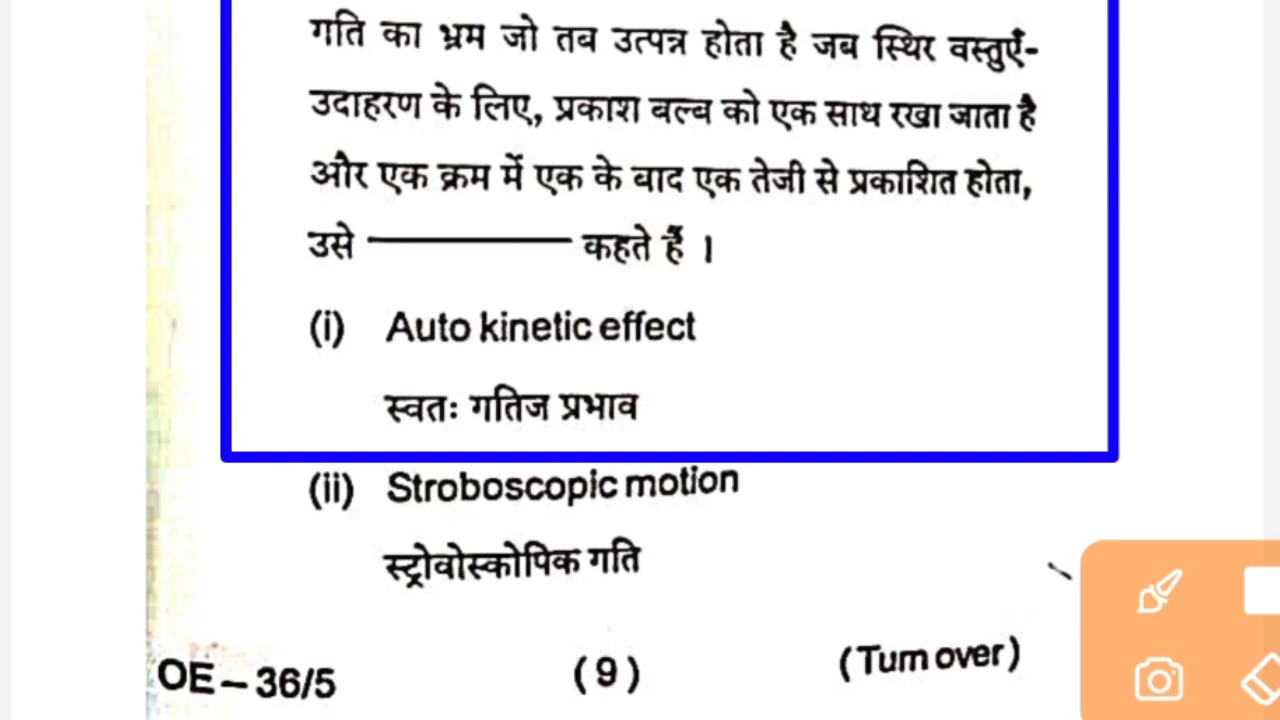 गति का भ्रम जो तब उत्पन्न होता है जब स्थिर वस्तुएँ-
उदाहरण के लिए, प्रकाश बल्ब को एक साथ रखा जाता है
और एक क्रम में एक के बाद एक तेजी से प्रकाशित होता,
उसे ———— कहते हैं ।
(i) Auto kinetic effect
स्वतः गतिज प्रभाव
(ii) Stroboscopic motion
स्ट्रोवोस्कोपिक गति
OE – 36/5 (9) (Turn over)